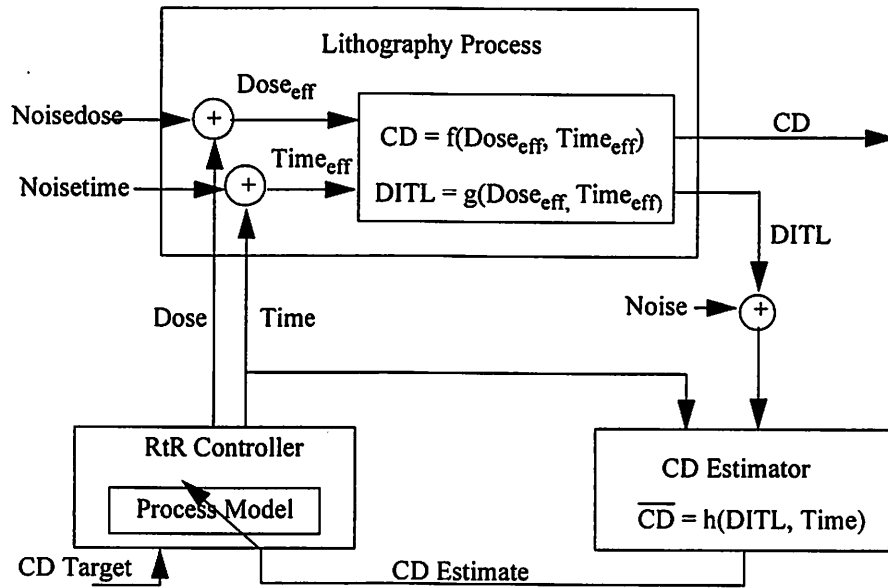 Lithography Process
Noisedose
+
Dose_eff
CD = f(Dose_eff, Time_eff)
CD
Noisetime
+
Time_eff
DITL = g(Dose_eff, Time_eff)
DITL
Noise
+
Dose
Time
RtR Controller
Process Model
CD Estimator
C̅D̅ = h(DITL, Time)
CD Target
CD Estimate